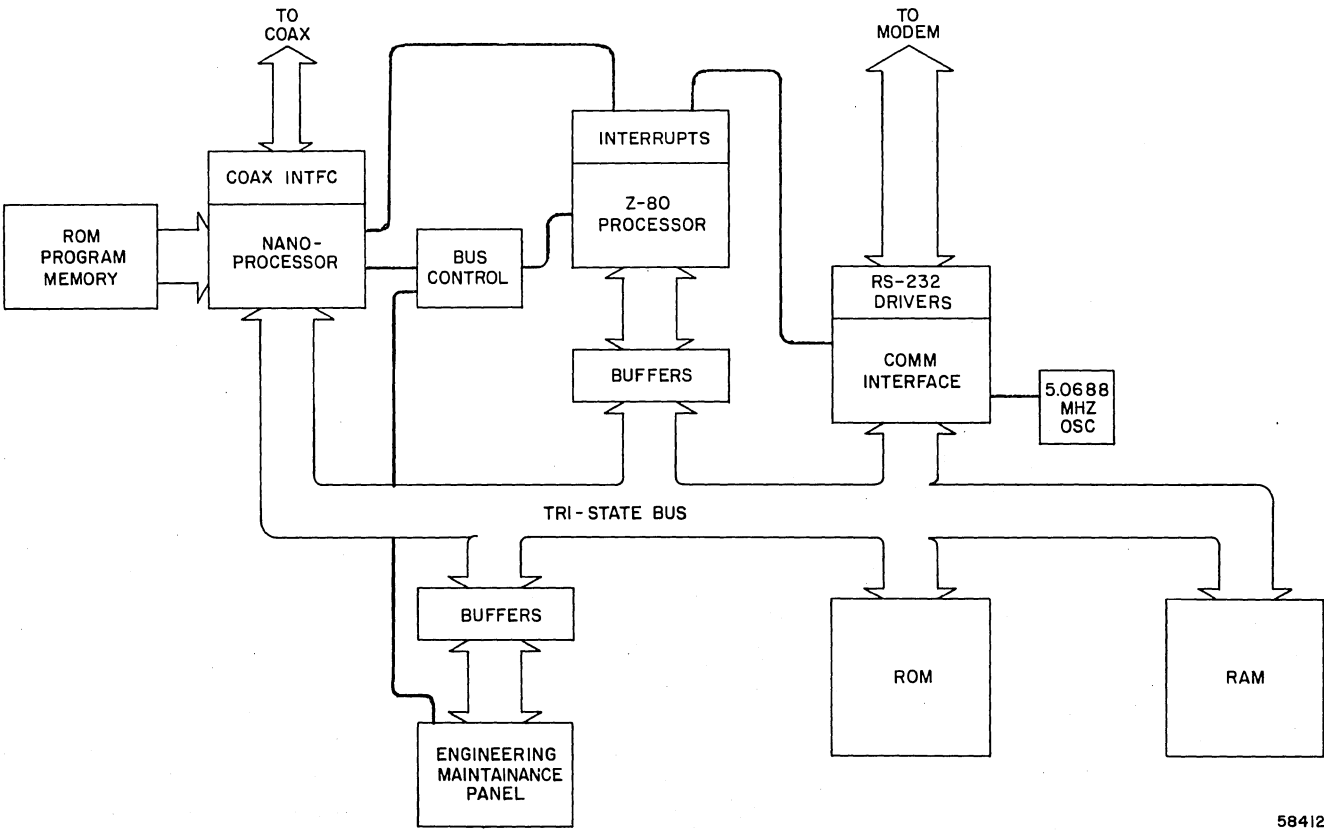 TO
COAX
TO
MODEM
INTERRUPTS
COAX INTFC
Z-80
PROCESSOR
ROM
PROGRAM
MEMORY
NANO-
PROCESSOR
BUS
CONTROL
RS-232
DRIVERS
BUFFERS
COMM
INTERFACE
5.0688
MHZ
OSC
TRI-STATE BUS
BUFFERS
ROM
RAM
ENGINEERING
MAINTAINANCE
PANEL
58412